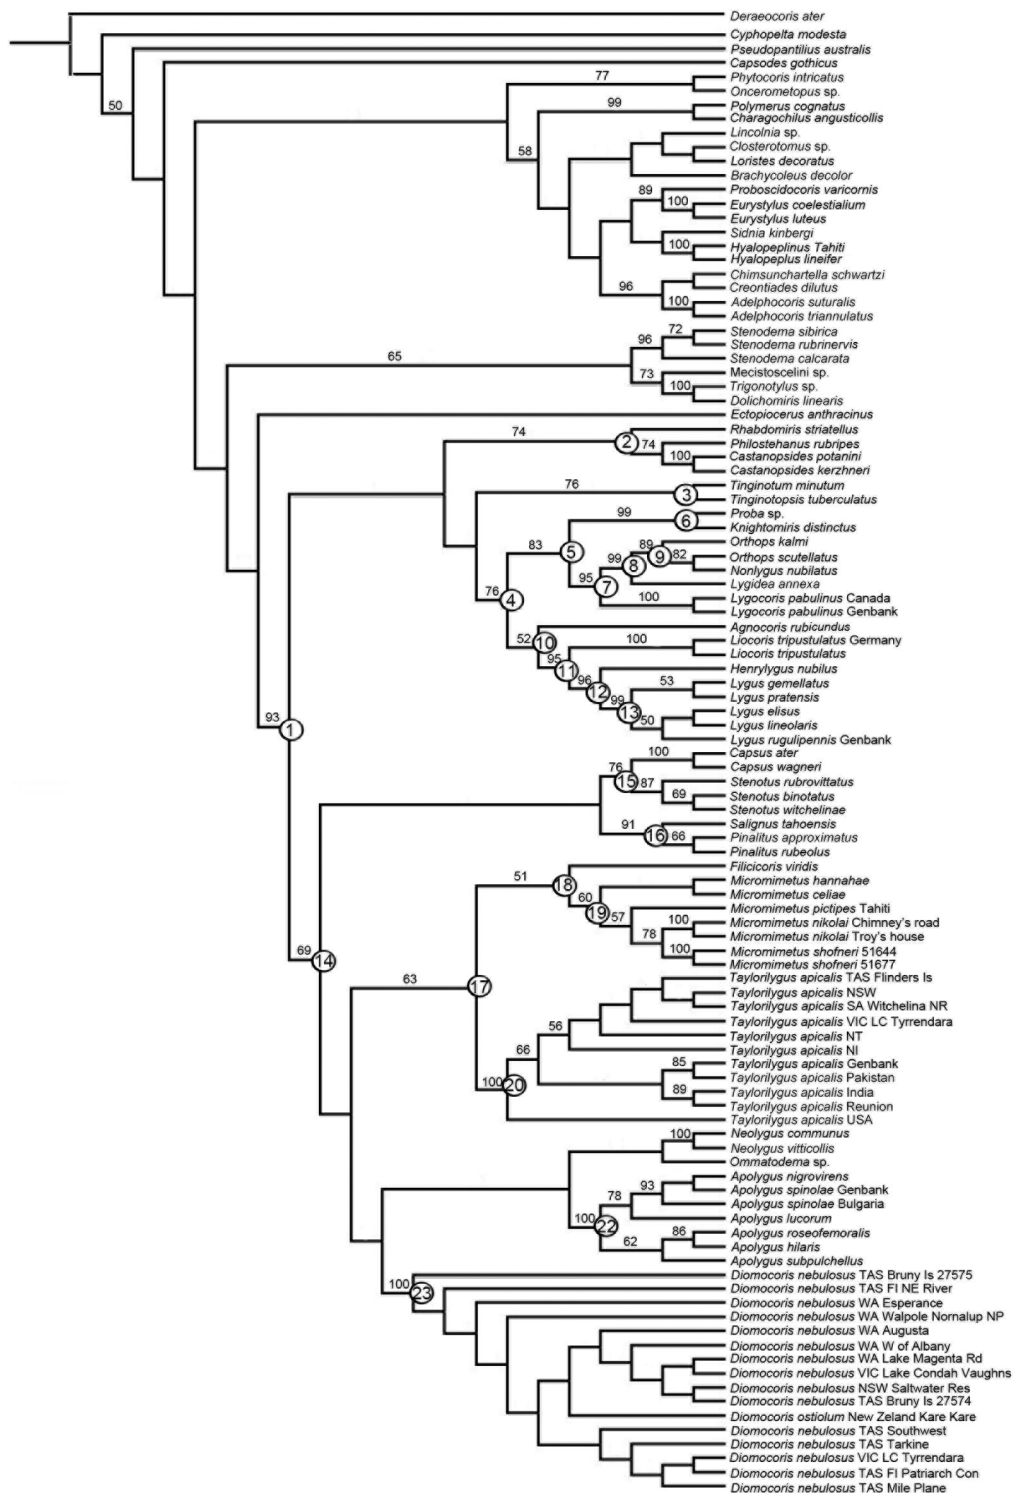 Deraeocoris ater
Cyphopelta modesta
Pseudopantilius australis
50
Capsodes gothicus
77
Phytocoris intricatus
Oncerometopus sp.
99
Polymerus cognatus
Charagochilus angusticollis
58
Lincolnia sp.
Closterotomus sp.
Loristes decoratus
Brachycoleus decolor
89
Proboscidocoris varicornis
100
Eurystylus coelestialium
Eurystylus luteus
Sidnia kinbergi
100
Hyalopeplinus Tahiti
Hyalopeplus lineifer
Chimsunchartella schwartzi
96
Creontiades dilutus
100
Adelphocoris suturalis
Adelphocoris triannulatus
72
Stenodema sibirica
96
Stenodema rubrinervis
65
Stenodema calcarata
73
Mecistoscelini sp.
100
Trigonotylus sp.
Dolichomiris linearis
Ectopiocerus anthracinus
74
Rhabdomiris striatellus
2
74
Philostehanus rubripes
100
Castanopsides potanini
Castanopsides kerzhneri
76
Tinginotum minutum
3
Tinginotopsis tuberculatus
99
Proba sp.
6
Knightomiris distinctus
83
5
89
Orthops kalmi
99
9
82
Orthops scutellatus
8
Nonlygus nubilatus
95
7
Lygidea annexa
76
4
100
Lygocoris pabulinus Canada
Lygocoris pabulinus Genbank
52
10
Agnocoris rubicundus
100
Liocoris tripustulatus Germany
95
11
Liocoris tripustulatus
96
12
Henrylygus nubilus
53
Lygus gemellatus
99
13
Lygus pratensis
50
Lygus elisus
Lygus lineolaris
93
1
Lygus rugulipennis Genbank
100
Capsus ater
76
Capsus wagneri
15
87
Stenotus rubrovittatus
69
Stenotus binotatus
Stenotus witchelinae
91
Salignus tahoensis
16
66
Pinalitus approximatus
Pinalitus rubeolus
51
Filicicoris viridis
18
Micromimetus hannahae
60
Micromimetus celiae
19
57
Micromimetus pictipes Tahiti
100
Micromimetus nikolai Chimney's road
78
Micromimetus nikolai Troy's house
100
Micromimetus shofneri 51644
69
14
Micromimetus shofneri 51677
63
17
Taylorilygus apicalis TAS Flinders Is
Taylorilygus apicalis NSW
Taylorilygus apicalis SA Witchelina NR
Taylorilygus apicalis VIC LC Tyrrendara
56
Taylorilygus apicalis NT
66
Taylorilygus apicalis NI
85
Taylorilygus apicalis Genbank
100
20
Taylorilygus apicalis Pakistan
89
Taylorilygus apicalis India
Taylorilygus apicalis Reunion
Taylorilygus apicalis USA
100
Neolygus communus
Neolygus vitticollis
Ommatodema sp.
Apolygus nigrovirens
93
Apolygus spinolae Genbank
78
Apolygus spinolae Bulgaria
100
22
Apolygus lucorum
86
Apolygus roseofemoralis
62
Apolygus hilaris
Apolygus subpulchellus
100
23
Diomocoris nebulosus TAS Bruny Is 27575
Diomocoris nebulosus TAS FI NE River
Diomocoris nebulosus WA Esperance
Diomocoris nebulosus WA Walpole Nornalup NP
Diomocoris nebulosus WA Augusta
Diomocoris nebulosus WA W of Albany
Diomocoris nebulosus WA Lake Magenta Rd
Diomocoris nebulosus VIC Lake Condah Vaughns
Diomocoris nebulosus NSW Saltwater Res
Diomocoris nebulosus TAS Bruny Is 27574
Diomocoris ostiolum New Zeland Kare Kare
Diomocoris nebulosus TAS Southwest
Diomocoris nebulosus TAS Tarkine
Diomocoris nebulosus VIC LC Tyrrendara
Diomocoris nebulosus TAS FI Patriarch Con
Diomocoris nebulosus TAS Mile Plane